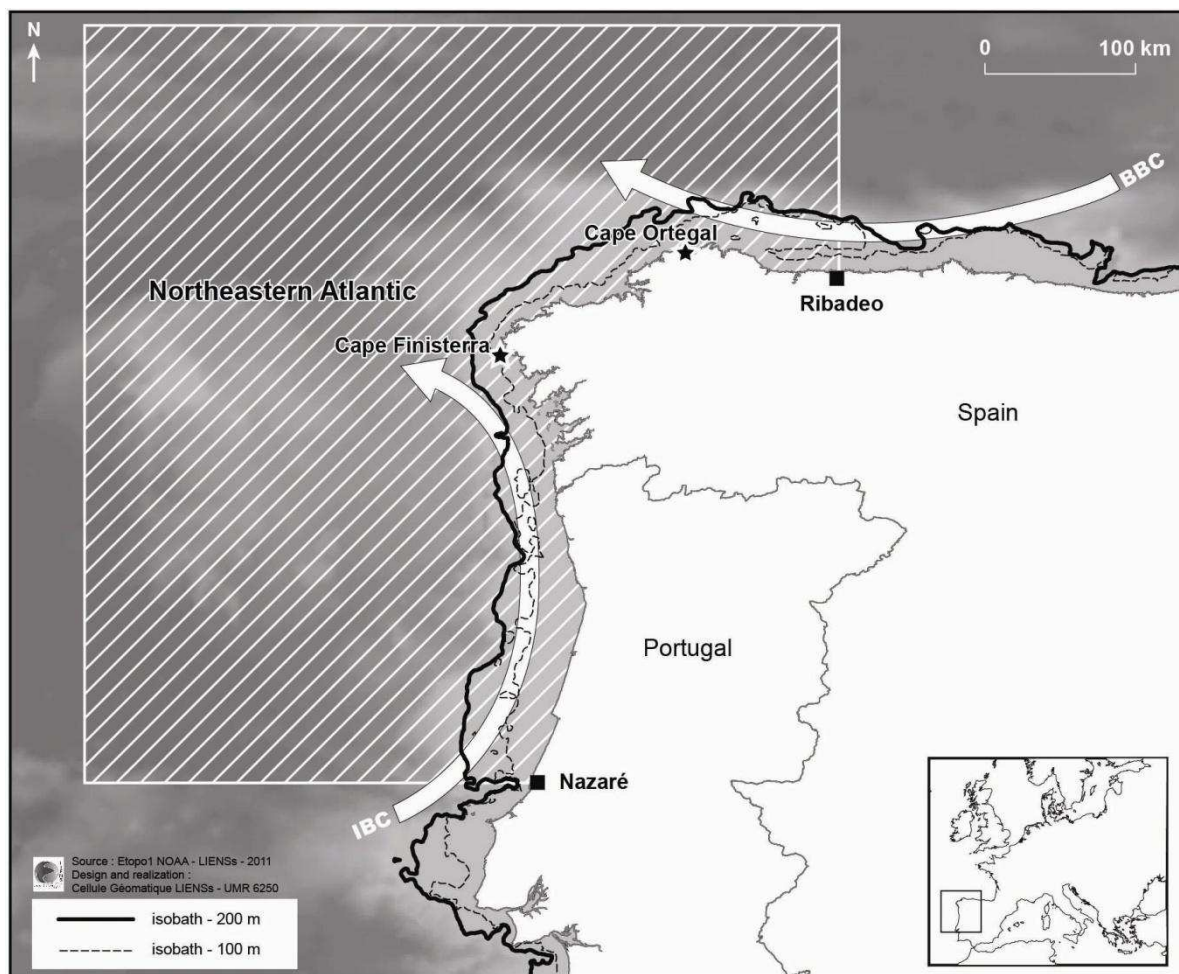 N
0 100 km
BBC
Cape Ortegal
Northeastern Atlantic
Ribadeo
Cape Finisterra
Spain
Portugal
Nazaré
IBC
Source : Etopo1 NOAA - LIENSs - 2011
Design and realization :
Cellule Géomatique LIENSs - UMR 6250
isobath - 200 m
isobath - 100 m